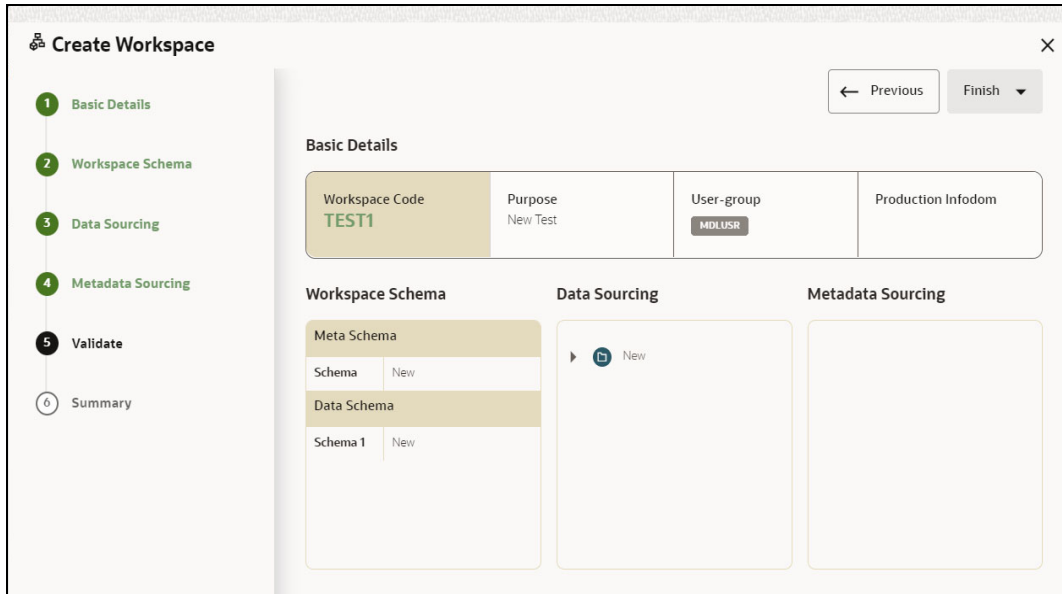 Create Workspace
1 Basic Details
2 Workspace Schema
3 Data Sourcing
4 Metadata Sourcing
5 Validate
6 Summary
Previous Finish
Basic Details
Workspace Code
TEST1
Purpose
New Test
User-group
MDLUSR
Production Infodom
Workspace Schema
Meta Schema
Schema New
Data Schema
Schema 1 New
Data Sourcing
New
Metadata Sourcing